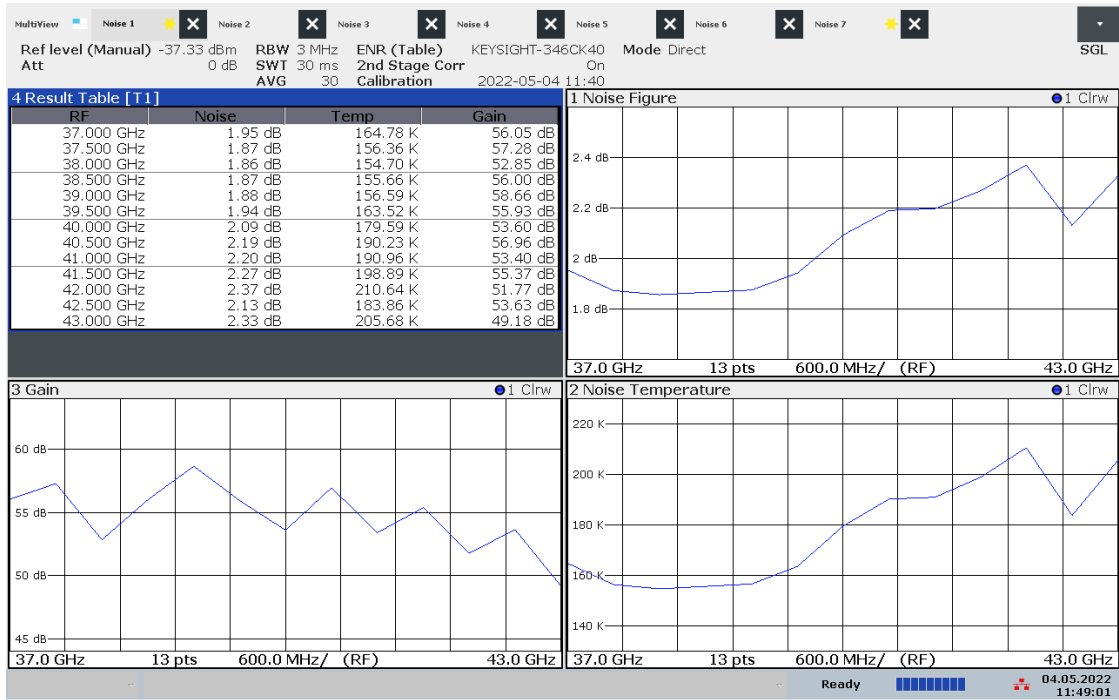 MultiView Noise 1 Noise 2 Noise 3 Noise 4 Noise 5 Noise 6 Noise 7
Ref level (Manual) -37.33 dBm RBW 3 MHz ENR (Table) KEYSIGHT-346CK40 Mode Direct SGL
Att 0 dB SWT 30 ms 2nd Stage Corr On
AVG 30 Calibration 2022-05-04 11:40
4 Result Table [T1]
RF Noise Temp Gain
37.000 GHz 1.95 dB 164.78 K 56.05 dB
37.500 GHz 1.87 dB 156.36 K 57.28 dB
38.000 GHz 1.86 dB 154.70 K 52.85 dB
38.500 GHz 1.87 dB 155.66 K 56.00 dB
39.000 GHz 1.88 dB 156.59 K 58.66 dB
39.500 GHz 1.94 dB 163.52 K 55.93 dB
40.000 GHz 2.09 dB 179.59 K 53.60 dB
40.500 GHz 2.19 dB 190.23 K 56.96 dB
41.000 GHz 2.20 dB 190.96 K 53.40 dB
41.500 GHz 2.27 dB 198.89 K 55.37 dB
42.000 GHz 2.37 dB 210.64 K 51.77 dB
42.500 GHz 2.13 dB 183.86 K 53.63 dB
43.000 GHz 2.33 dB 205.68 K 49.18 dB
1 Noise Figure 1 Clrw
2.4 dB
2.2 dB
2 dB
1.8 dB
37.0 GHz 13 pts 600.0 MHz/ (RF) 43.0 GHz
3 Gain 1 Clrw
60 dB
55 dB
50 dB
45 dB
37.0 GHz 13 pts 600.0 MHz/ (RF) 43.0 GHz
2 Noise Temperature 1 Clrw
220 K
200 K
180 K
160 K
140 K
37.0 GHz 13 pts 600.0 MHz/ (RF) 43.0 GHz
Ready 04.05.2022
11:49:01